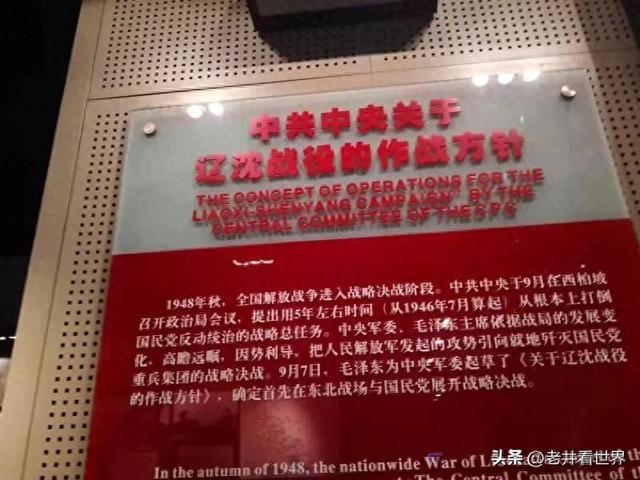 中共中央关于
辽沈战役的作战方针
THE CONCEPT OF OPERATIONS FOR THE
LIAOXI-SHENYANG CAMPAIGN BY THE
CENTRAL COMMITTEE OF THE C.P.C
1948年秋，全国解放战争进入战略决战阶段。中共中央于9月在西柏坡
召开政治局会议，提出用5年左右时间（从1946年7月算起）从根本上打倒
国民党反动统治的战略总任务。中央军委、毛泽东主席依据战局的发展变
化，高瞻远瞩，因势利导，把人民解放军发起的攻势引向就地歼灭国民党
重兵集团的战略决战。9月7日，毛泽东为中央军委起草了《关于辽沈战役
的作战方针》，确定首先在东北战场与国民党展开战略决战。
In the autumn of 1948, the nationwide War of
The Central Committee of the
头条 @老井看世界